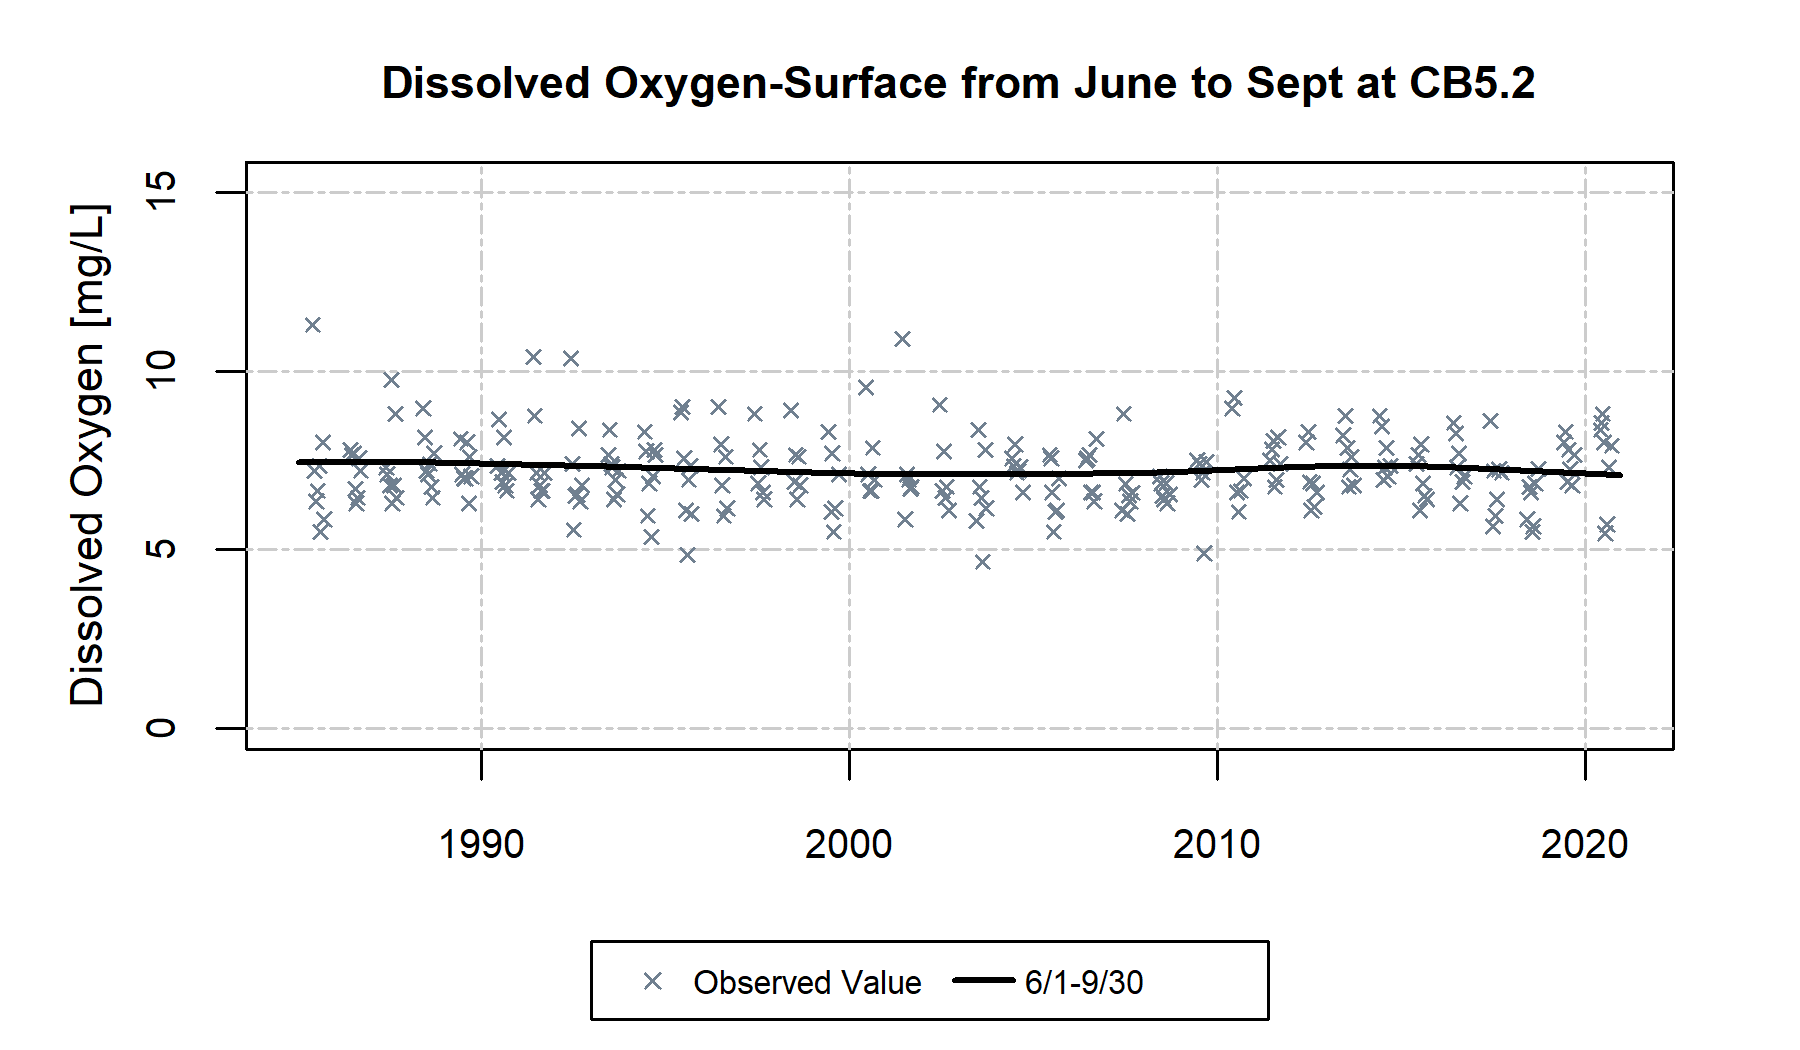 Dissolved Oxygen-Surface from June to Sept at CB5.2
Dissolved Oxygen [mg/L]
15
10
5
0
1990 2000 2010 2020
Observed Value 6/1-9/30